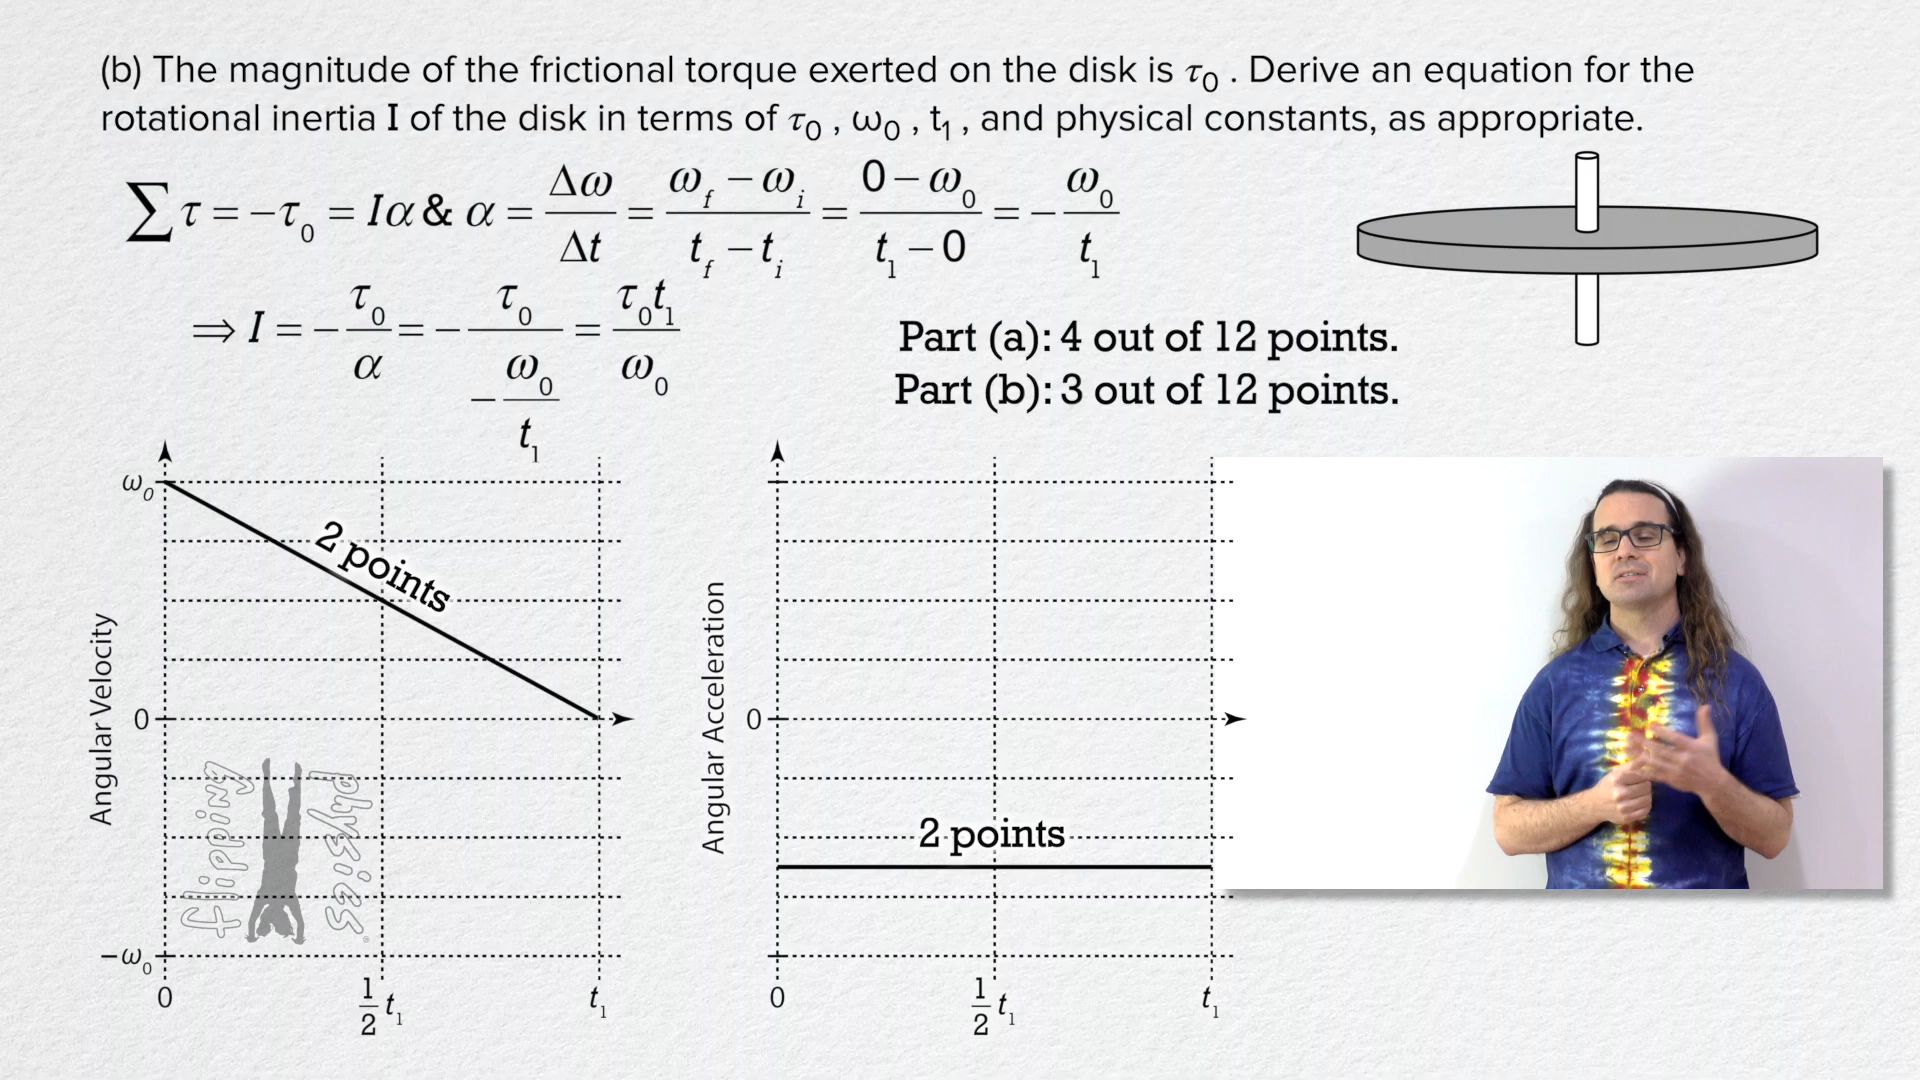 (b) The magnitude of the frictional torque exerted on the disk is τ₀ . Derive an equation for the
rotational inertia I of the disk in terms of τ₀ , ω₀ , t₁ , and physical constants, as appropriate.
∑τ = −τ₀ = Iα & α = Δω/Δt = (ω_f − ω_i)/(t_f − t_i) = (0 − ω₀)/(t₁ − 0) = −ω₀/t₁
⇒ I = −τ₀/α = −τ₀/(−ω₀/t₁) = τ₀t₁/ω₀
Part (a): 4 out of 12 points.
Part (b): 3 out of 12 points.
Angular Velocity
ω₀
0
−ω₀
2 points
0
1/2 t₁
t₁
flipping
physics
Angular Acceleration
0
2 points
0
1/2 t₁
t₁